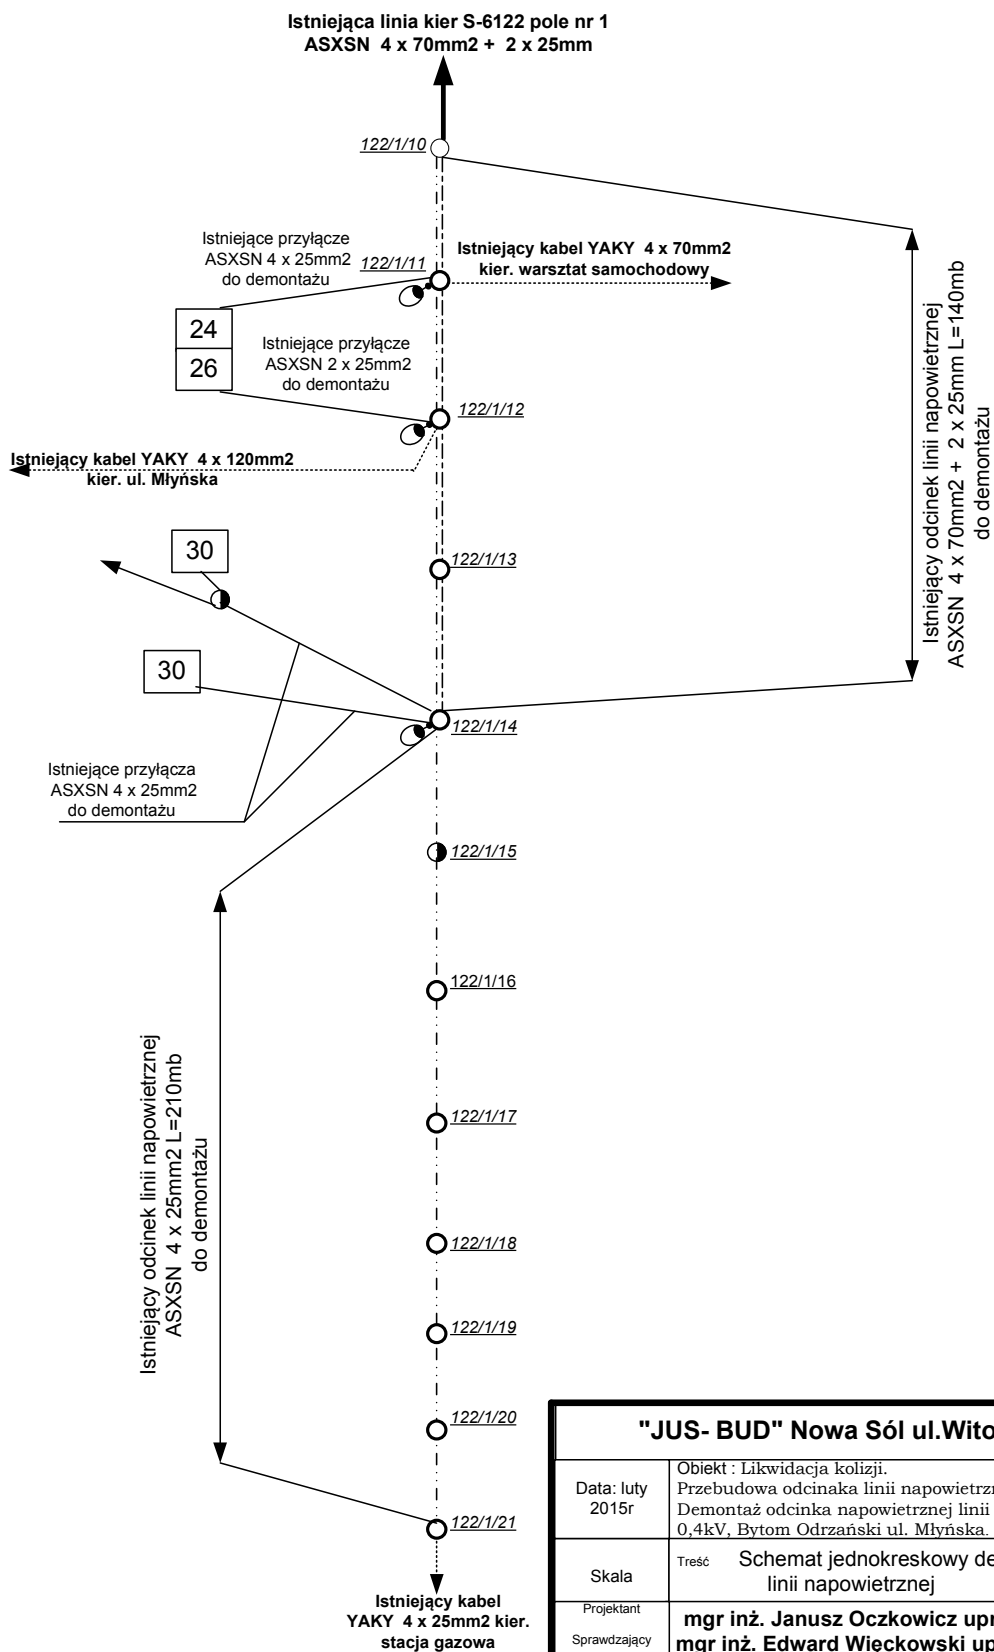 Istniejąca linia kier S-6122 pole nr 1
ASXSN 4 x 70mm2 + 2 x 25mm
122/1/10
Istniejące przyłącze
ASXSN 4 x 25mm2
do demontażu
122/1/11
Istniejący kabel YAKY 4 x 70mm2
kier. warsztat samochodowy
24
26
Istniejące przyłącze
ASXSN 2 x 25mm2
do demontażu
122/1/12
Istniejący kabel YAKY 4 x 120mm2
kier. ul. Młyńska
Istniejący odcinek linii napowietrznej
ASXSN 4 x 70mm2 + 2 x 25mm L=140mb
do demontażu
30
122/1/13
30
122/1/14
Istniejące przyłącza
ASXSN 4 x 25mm2
do demontażu
122/1/15
122/1/16
Istniejący odcinek linii napowietrznej
ASXSN 4 x 25mm2 L=210mb
do demontażu
122/1/17
122/1/18
122/1/19
122/1/20
122/1/21
Istniejący kabel
YAKY 4 x 25mm2 kier.
stacja gazowa
"JUS- BUD" Nowa Sól ul.Wito
Data: luty
2015r
Obiekt : Likwidacja kolizji.
Przebudowa odcinaka linii napowietrzn
Demontaż odcinka napowietrznej linii
0,4kV, Bytom Odrzański ul. Młyńska.
Skala
Treść Schemat jednokreskowy de
linii napowietrznej
Projektant
mgr inż. Janusz Oczkowicz upr
Sprawdzający
mgr inż. Edward Więckowski up